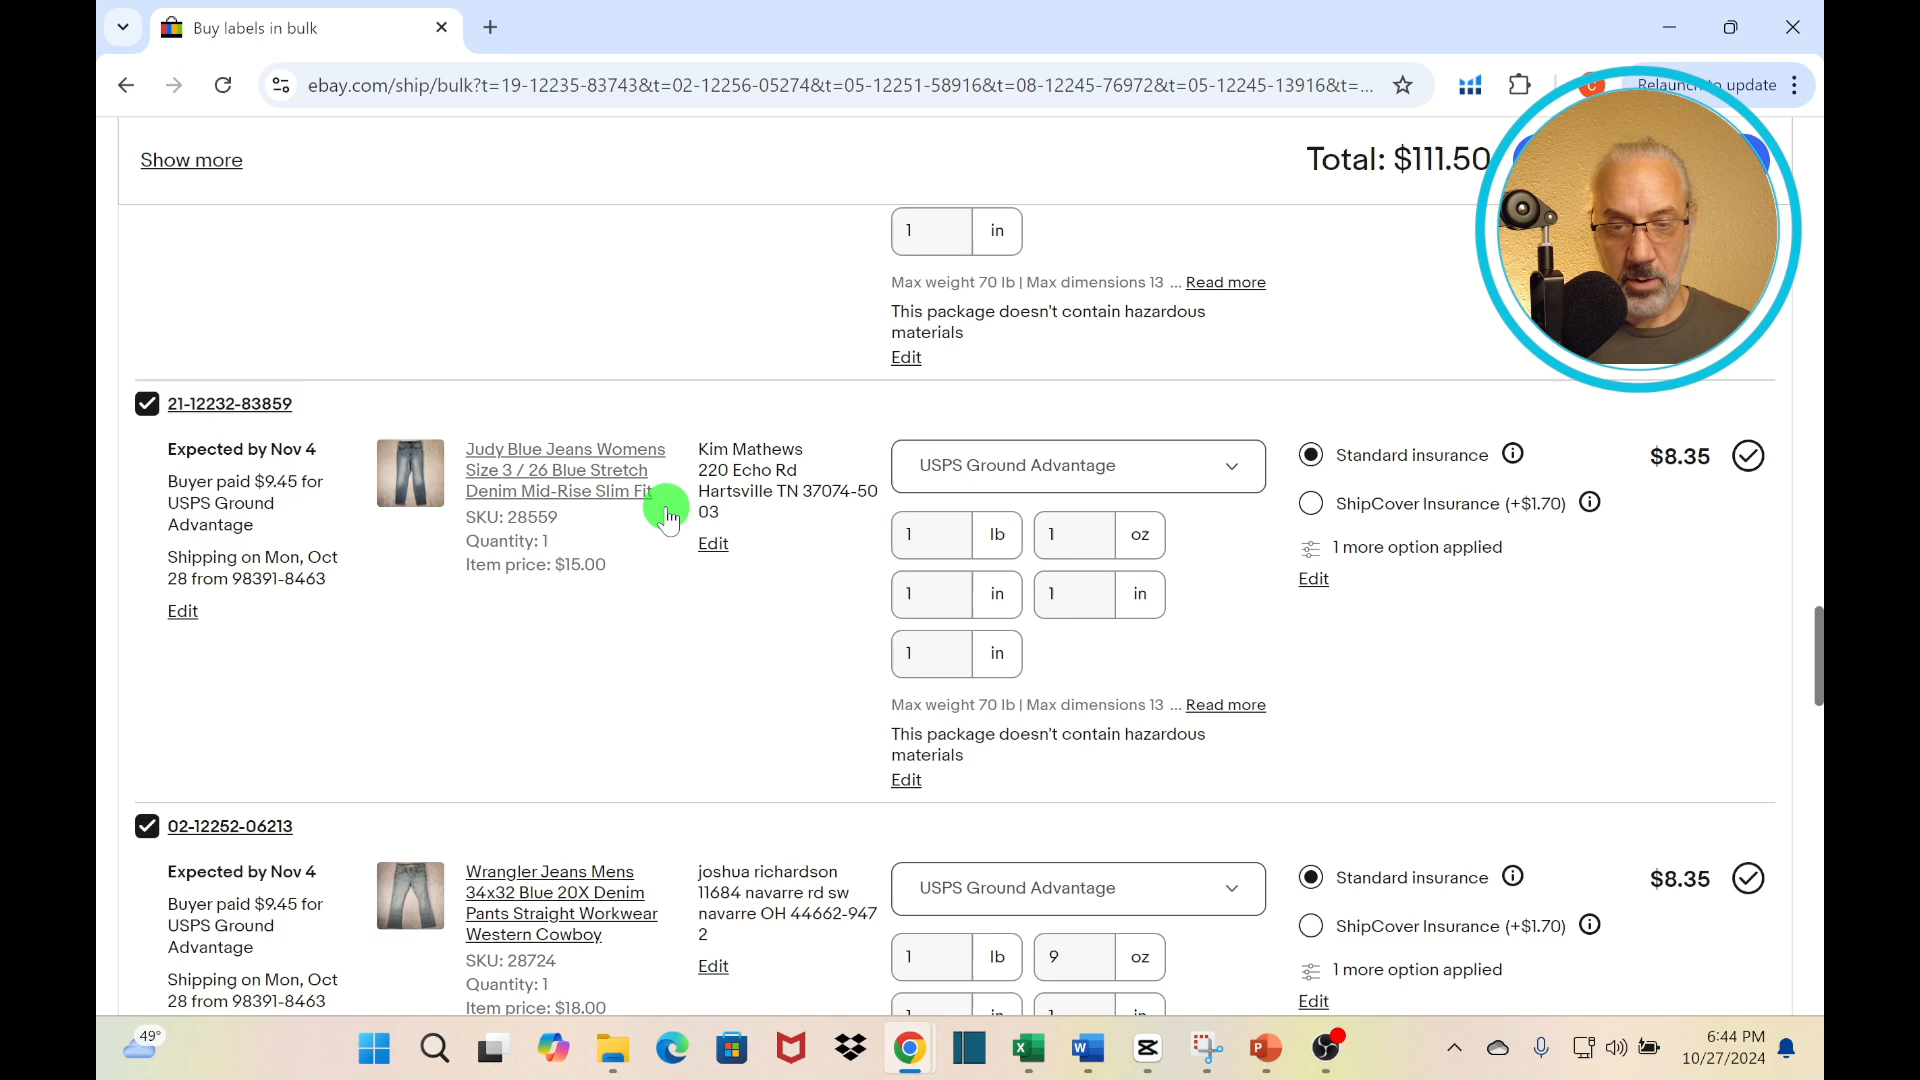 Buy labels in bulk
ebay.com/ship/bulk?t=19-12235-83743&t=02-12256-05274&t=05-12251-58916&t=08-12245-76972&t=05-12245-13916&t=...
C
Relaunch to update
Show more
Total: $111.50
1 in
Max weight 70 lb | Max dimensions 13 ... Read more
This package doesn't contain hazardous
materials
Edit
21-12232-83859
Expected by Nov 4
Buyer paid $9.45 for
USPS Ground
Advantage
Shipping on Mon, Oct
28 from 98391-8463
Edit
Judy Blue Jeans Womens
Size 3 / 26 Blue Stretch
Denim Mid-Rise Slim Fit
SKU: 28559
Quantity: 1
Item price: $15.00
Kim Mathews
220 Echo Rd
Hartsville TN 37074-50
03
Edit
USPS Ground Advantage
1 lb 1 oz
1 in 1 in
1 in
Max weight 70 lb | Max dimensions 13 ... Read more
This package doesn't contain hazardous
materials
Edit
Standard insurance
ShipCover Insurance (+$1.70)
1 more option applied
Edit
$8.35
02-12252-06213
Expected by Nov 4
Buyer paid $9.45 for
USPS Ground
Advantage
Shipping on Mon, Oct
28 from 98391-8463
Wrangler Jeans Mens
34x32 Blue 20X Denim
Pants Straight Workwear
Western Cowboy
SKU: 28724
Quantity: 1
Item price: $18.00
joshua richardson
11684 navarre rd sw
navarre OH 44662-947
2
Edit
USPS Ground Advantage
1 lb 9 oz
1 in 1 in
Standard insurance
ShipCover Insurance (+$1.70)
1 more option applied
Edit
$8.35
49°
6:44 PM
10/27/2024